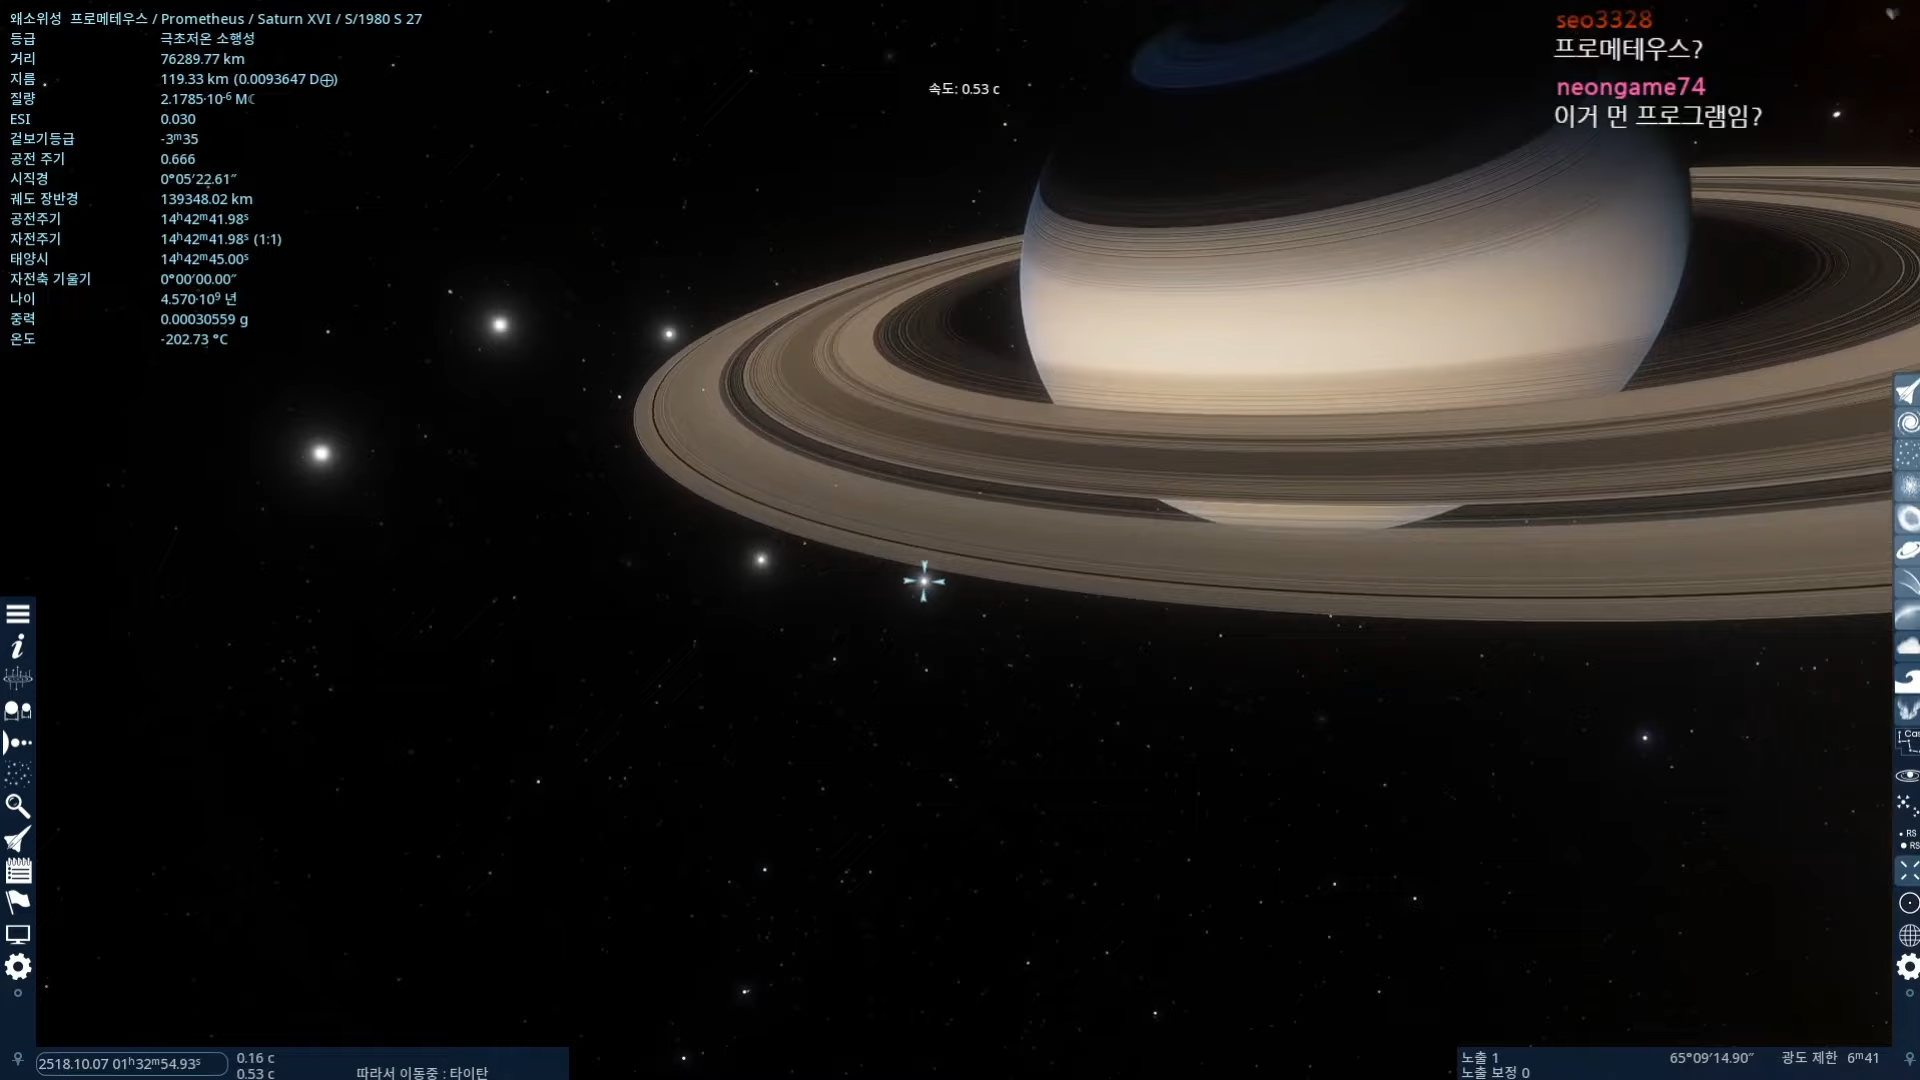 왜소위성 프로메테우스 / Prometheus / Saturn XVI / S/1980 S 27
등급 극초저온 소행성
거리 76289.77 km
지름 119.33 km (0.0093647 D⊕)
질량 2.1785·10⁻⁶ M☾
ESI 0.030
겉보기등급 -3ᵐ35
공전 주기 0.666
시직경 0°05′22.61″
궤도 장반경 139348.02 km
공전주기 14ʰ42ᵐ41.98ˢ
자전주기 14ʰ42ᵐ41.98ˢ (1:1)
태양시 14ʰ42ᵐ45.00ˢ
자전축 기울기 0°00′00.00″
나이 4.570·10⁹ 년
중력 0.00030559 g
온도 -202.73 °C
속도: 0.53 c
seo3328
프로메테우스?
neongame74
이거 먼 프로그램임?
Cas
RS
RS
2518.10.07 01ʰ32ᵐ54.93ˢ
0.16 c
0.53 c
따라서 이동중 : 타이탄
노출 1
노출 보정 0
65°09′14.90″
광도 제한 6ᵐ41